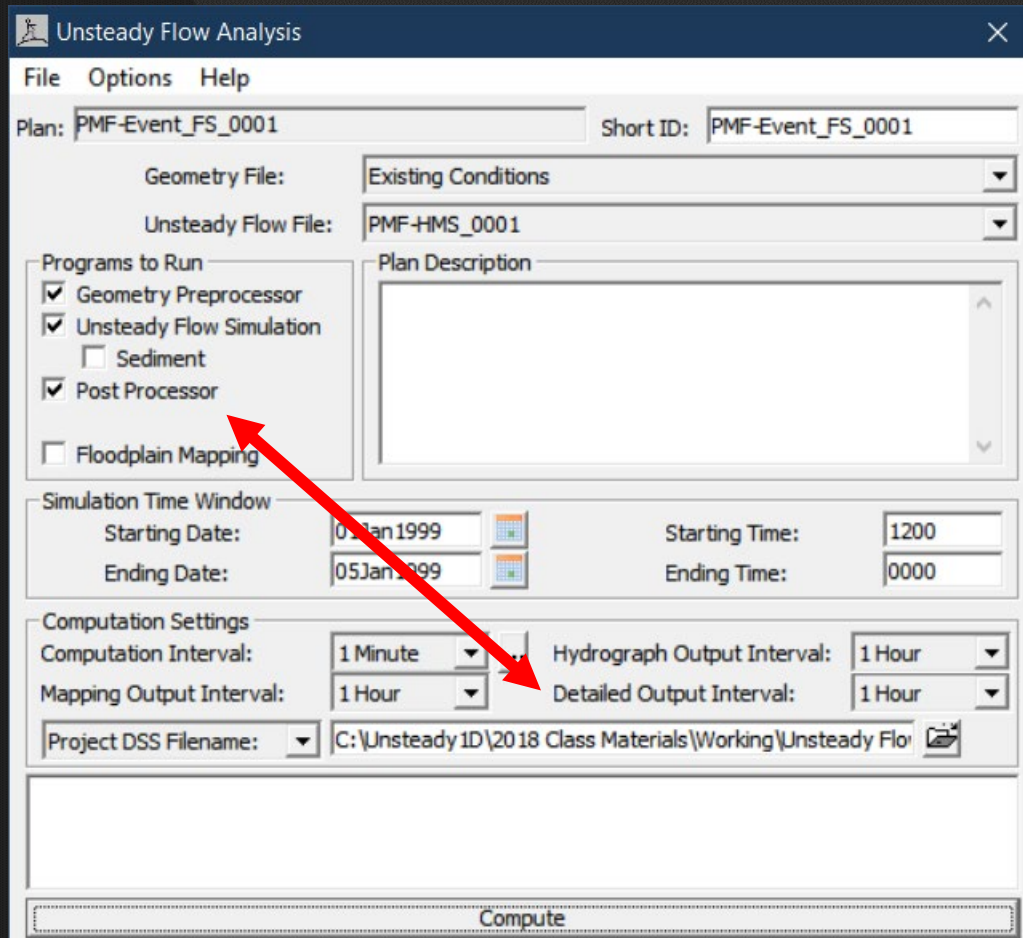 Unsteady Flow Analysis
File Options Help
Plan: PMF-Event_FS_0001 Short ID: PMF-Event_FS_0001
Geometry File: Existing Conditions
Unsteady Flow File: PMF-HMS_0001
Programs to Run Plan Description
Geometry Preprocessor
Unsteady Flow Simulation
Sediment
Post Processor
Floodplain Mapping
Simulation Time Window
Starting Date: 01Jan1999 Starting Time: 1200
Ending Date: 05Jan1999 Ending Time: 0000
Computation Settings
Computation Interval: 1 Minute ... Hydrograph Output Interval: 1 Hour
Mapping Output Interval: 1 Hour Detailed Output Interval: 1 Hour
Project DSS Filename: C:\Unsteady1D\2018 Class Materials\Working\Unsteady Flo
Compute